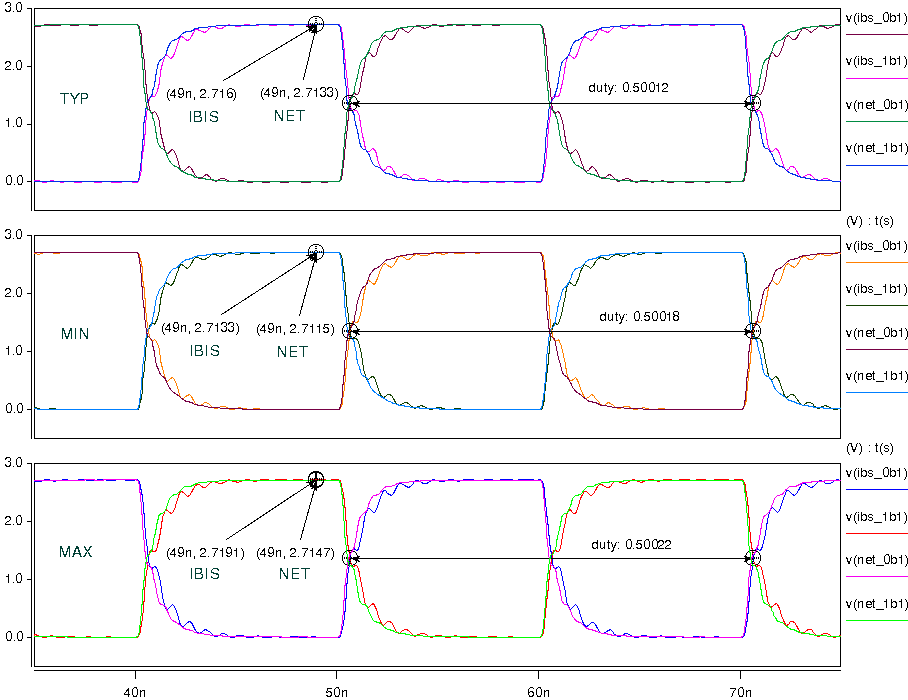 3.0
v(ibs_0b1)
2.0
v(ibs_1b1)
(49n, 2.716) (49n, 2.7133)
duty: 0.50012
TYP
IBIS NET
v(net_0b1)
1.0
v(net_1b1)
0.0
(V) : t(s)
3.0
v(ibs_0b1)
2.0
v(ibs_1b1)
(49n, 2.7133) (49n, 2.7115)
duty: 0.50018
MIN
IBIS NET
v(net_0b1)
1.0
v(net_1b1)
0.0
(V) : t(s)
3.0
v(ibs_0b1)
2.0
v(ibs_1b1)
(49n, 2.7191) (49n, 2.7147)
duty: 0.50022
MAX
IBIS NET
v(net_0b1)
1.0
v(net_1b1)
0.0
40n 50n 60n 70n